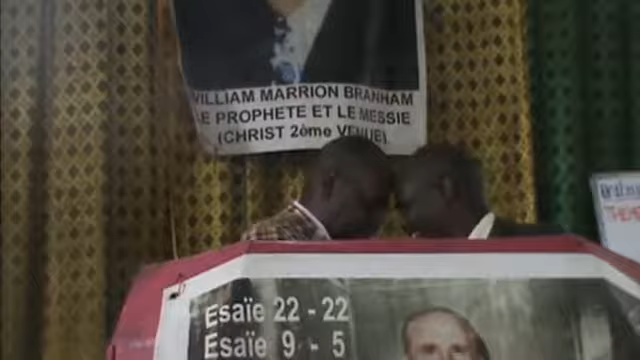 WILLIAM MARRION BRANHAM
LE PROPHETE ET LE MESSIE
(CHRIST 2ème VENUE)
ESAÏE 22 - 22
ESAÏE 9 - 5